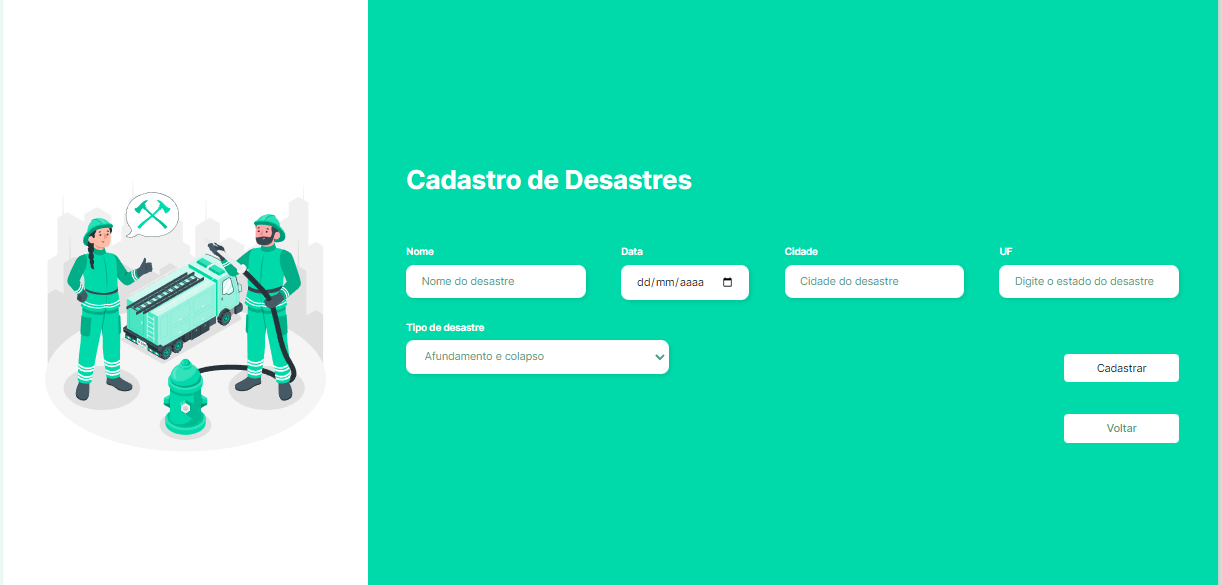 Cadastro de Desastres
Nome
Data
Cidade
UF
Nome do desastre
dd/mm/aaaa
Cidade do desastre
Digite o estado do desastre
Tipo de desastre
Afundamento e colapso
Cadastrar
Voltar